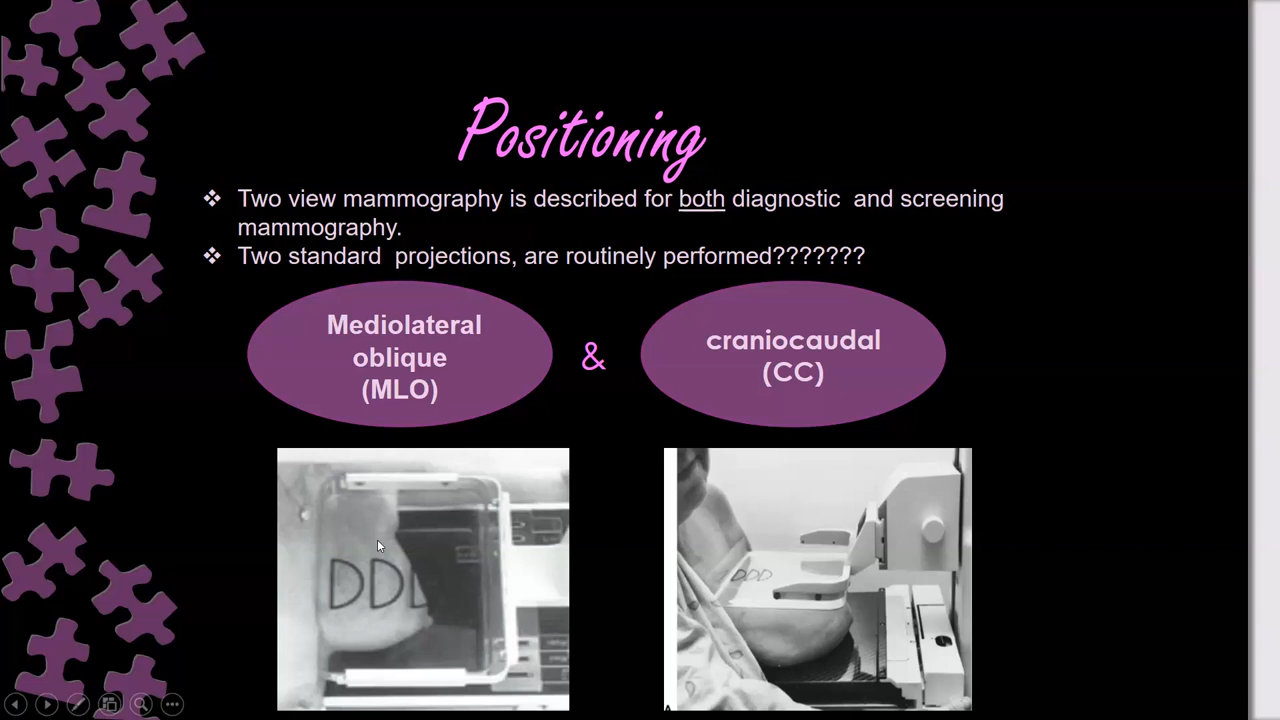 Positioning
❖ Two view mammography is described for both diagnostic  and screening
mammography.
❖ Two standard  projections, are routinely performed???????
Mediolateral
oblique
(MLO)
&
craniocaudal
(CC)
DDD
DDD